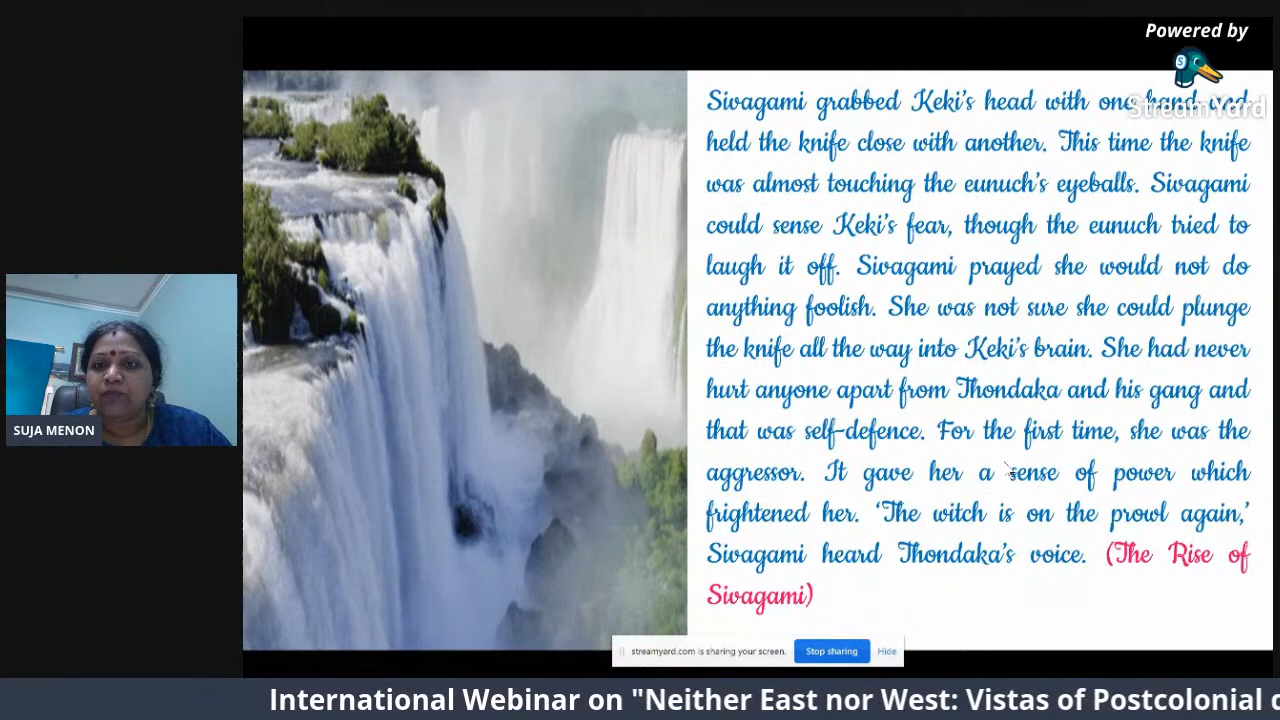 Powered by
StreamYard
Sivagami grabbed Keki's head with one hand and
held the knife close with another. This time the knife
was almost touching the eunuch's eyeballs. Sivagami
could sense Keki's fear, though the eunuch tried to
laugh it off. Sivagami prayed she would not do
anything foolish. She was not sure she could plunge
the knife all the way into Keki's brain. She had never
hurt anyone apart from Thondaka and his gang and
that was self-defence. For the first time, she was the
aggressor. It gave her a sense of power which
frightened her. ‘The witch is on the prowl again,’
Sivagami heard Thondaka's voice. (The Rise of
Sivagami)
SUJA MENON
streamyard.com is sharing your screen. Stop sharing Hide
International Webinar on "Neither East nor West: Vistas of Postcolonial